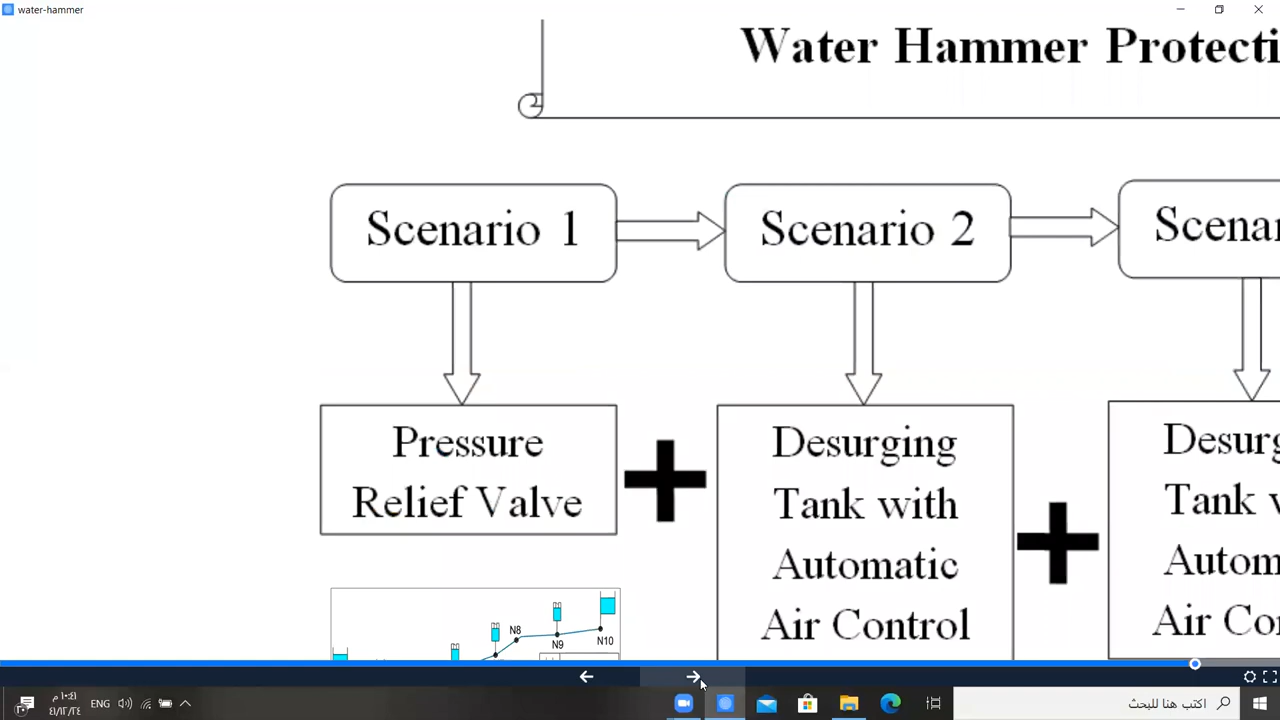 water-hammer
Water Hammer Protecti
Scenario 1
Scenario 2
Scenar
Pressure
Relief Valve
Desurging
Tank with
Automatic
Air Control
Desurg
Tank w
Autom
Air Co
N8
N9
N10
ENG
اكتب هنا للبحث